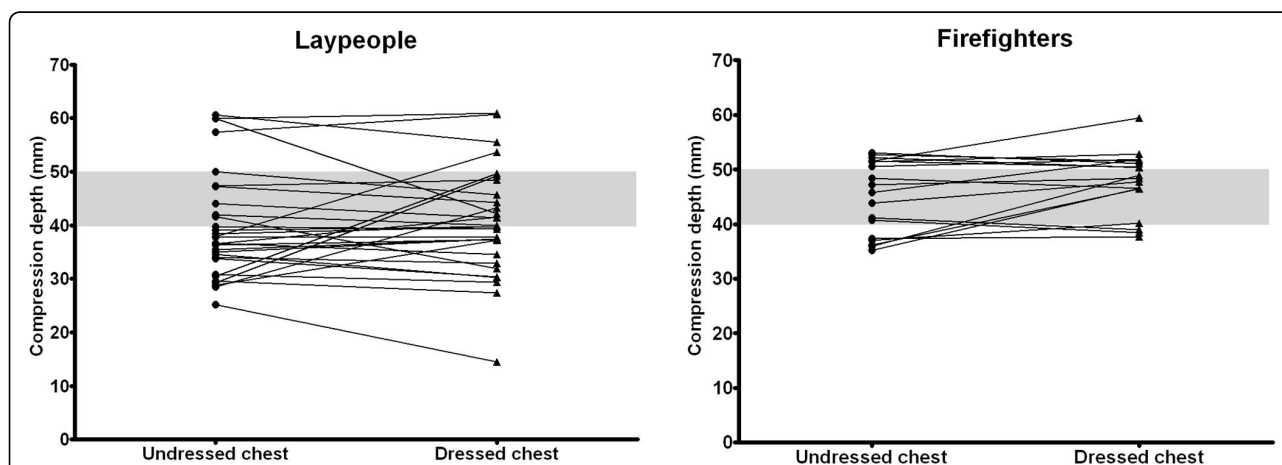 Laypeople
Compression depth (mm)
70
60
50
40
30
20
10
0
Undressed chest Dressed chest
Firefighters
Compression depth (mm)
70
60
50
40
30
20
10
0
Undressed chest Dressed chest